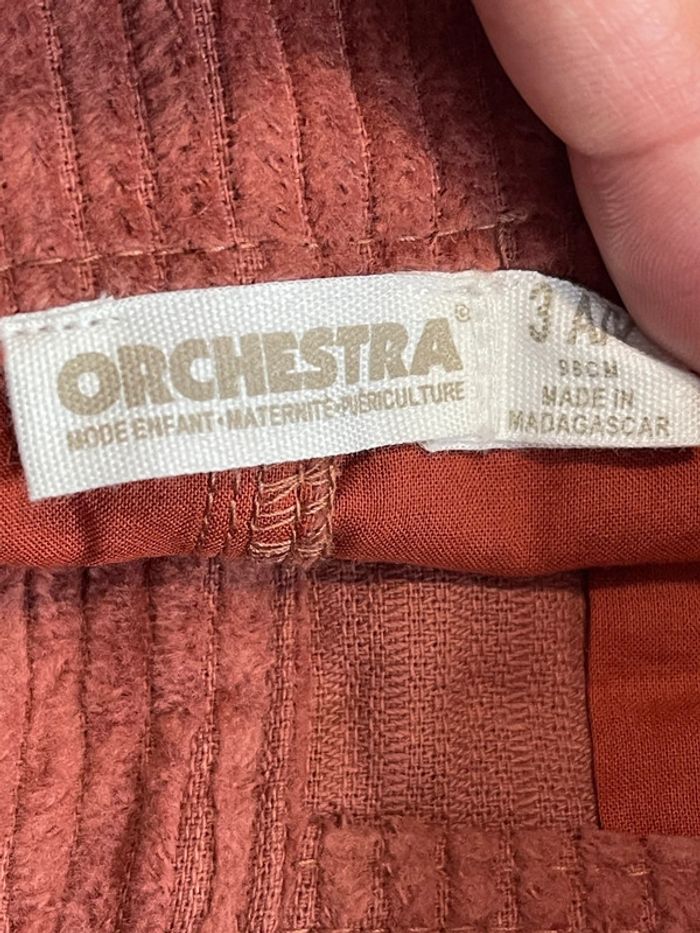 ORCHESTRA®
MODE ENFANT•MATERNITÉ•PUÉRICULTURE
3
98CM
MADE IN
MADAGASCAR